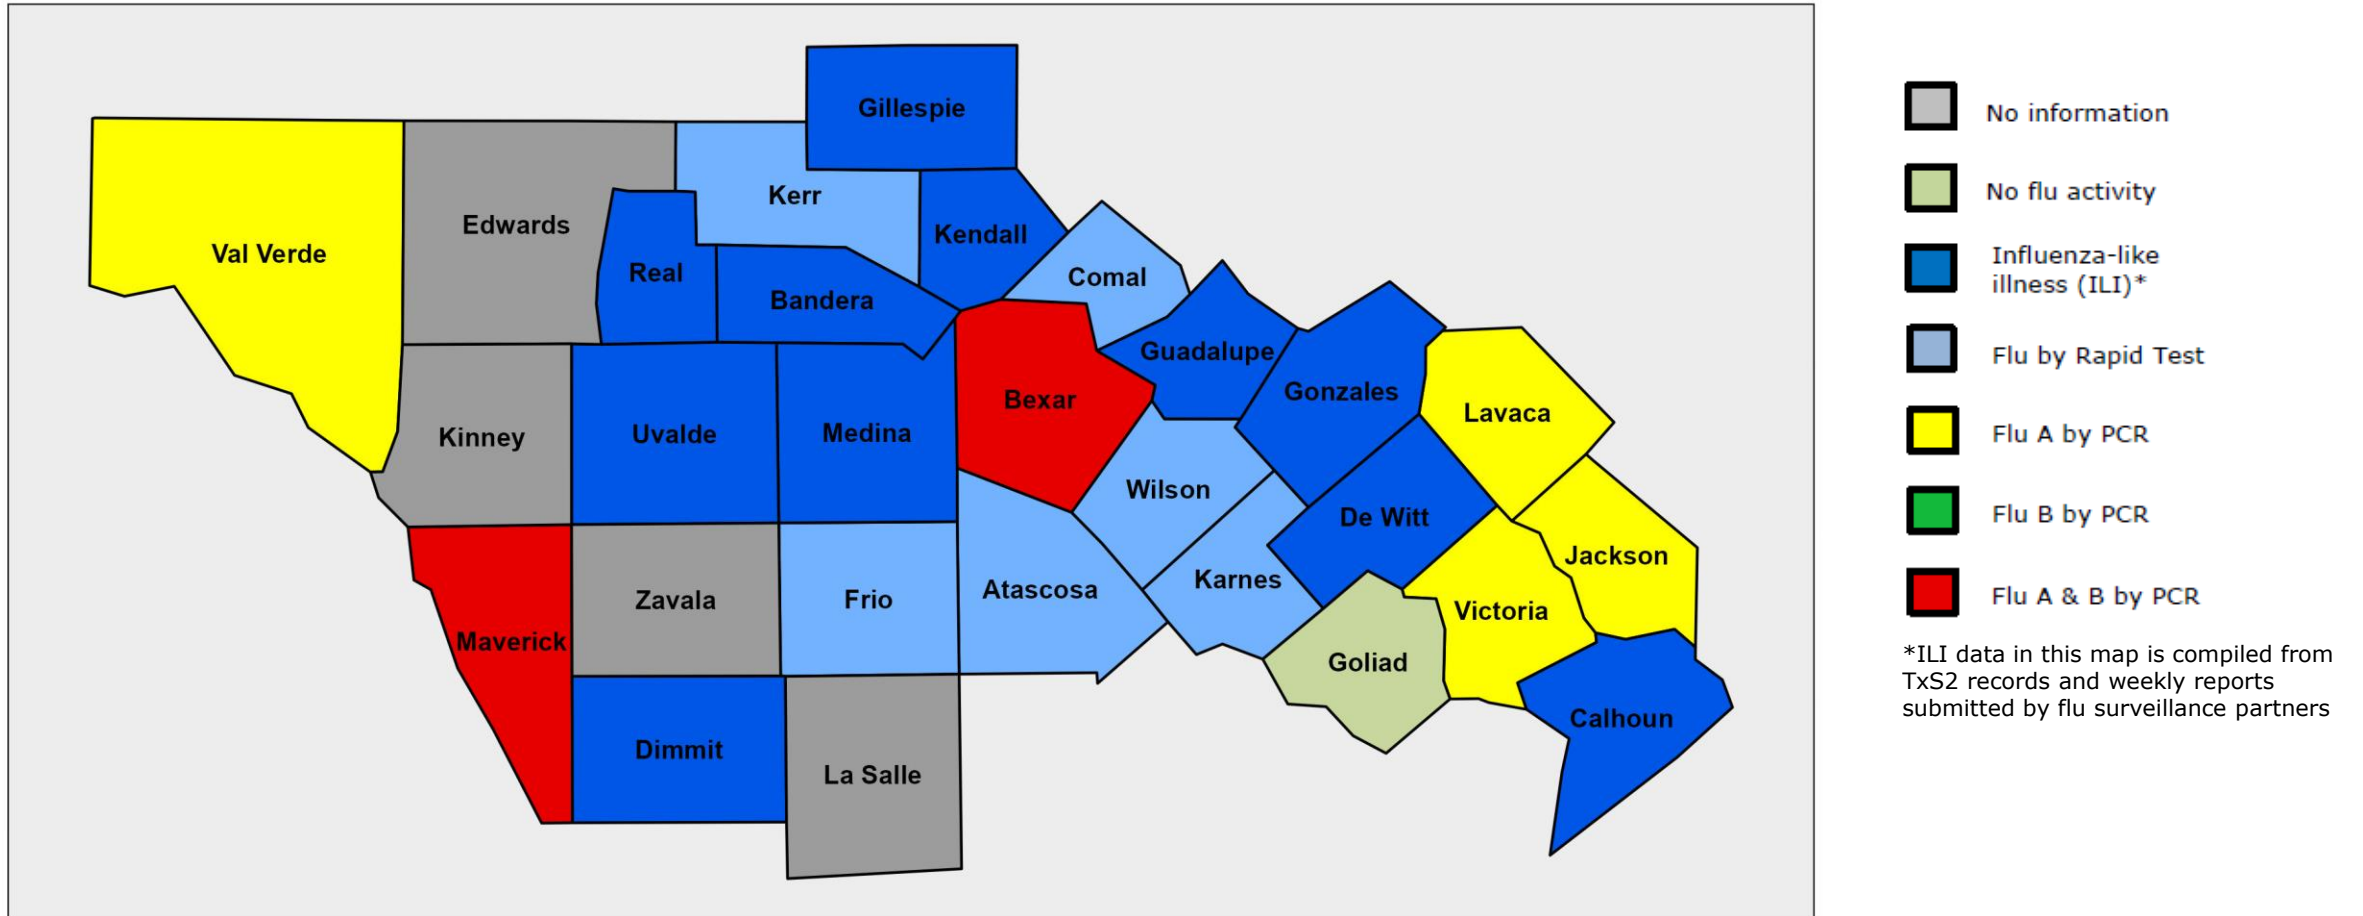 Gillespie
Kerr
Edwards
Kendall
Val Verde
Real
Comal
Bandera
Guadalupe
Gonzales
Bexar
Lavaca
Kinney
Uvalde
Medina
Wilson
De Witt
Jackson
Karnes
Atascosa
Zavala
Frio
Victoria
Maverick
Goliad
Calhoun
Dimmit
La Salle
No information
No flu activity
Influenza-like
illness (ILI)*
Flu by Rapid Test
Flu A by PCR
Flu B by PCR
Flu A & B by PCR
*ILI data in this map is compiled from
TxS2 records and weekly reports
submitted by flu surveillance partners